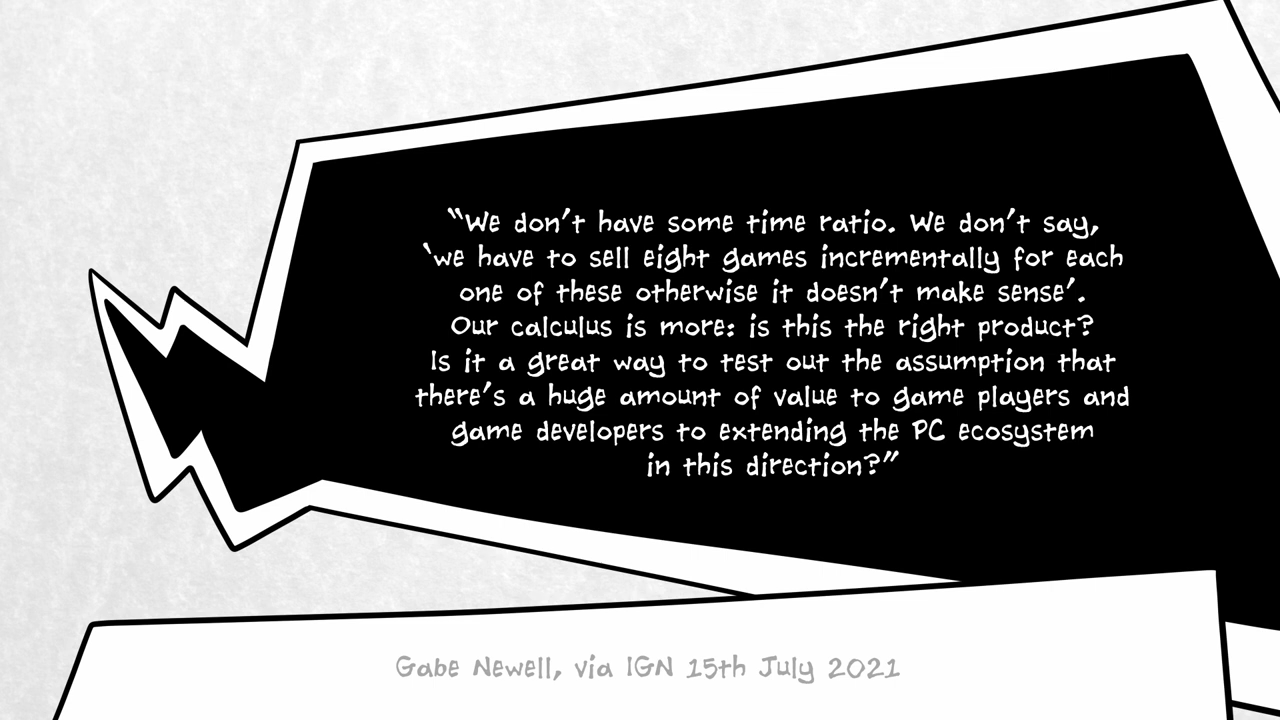 “We don’t have some time ratio. We don’t say,
‘we have to sell eight games incrementally for each
one of these otherwise it doesn’t make sense’.
Our calculus is more: is this the right product?
Is it a great way to test out the assumption that
there’s a huge amount of value to game players and
game developers to extending the PC ecosystem
in this direction?”
Gabe Newell, via IGN 15th July 2021